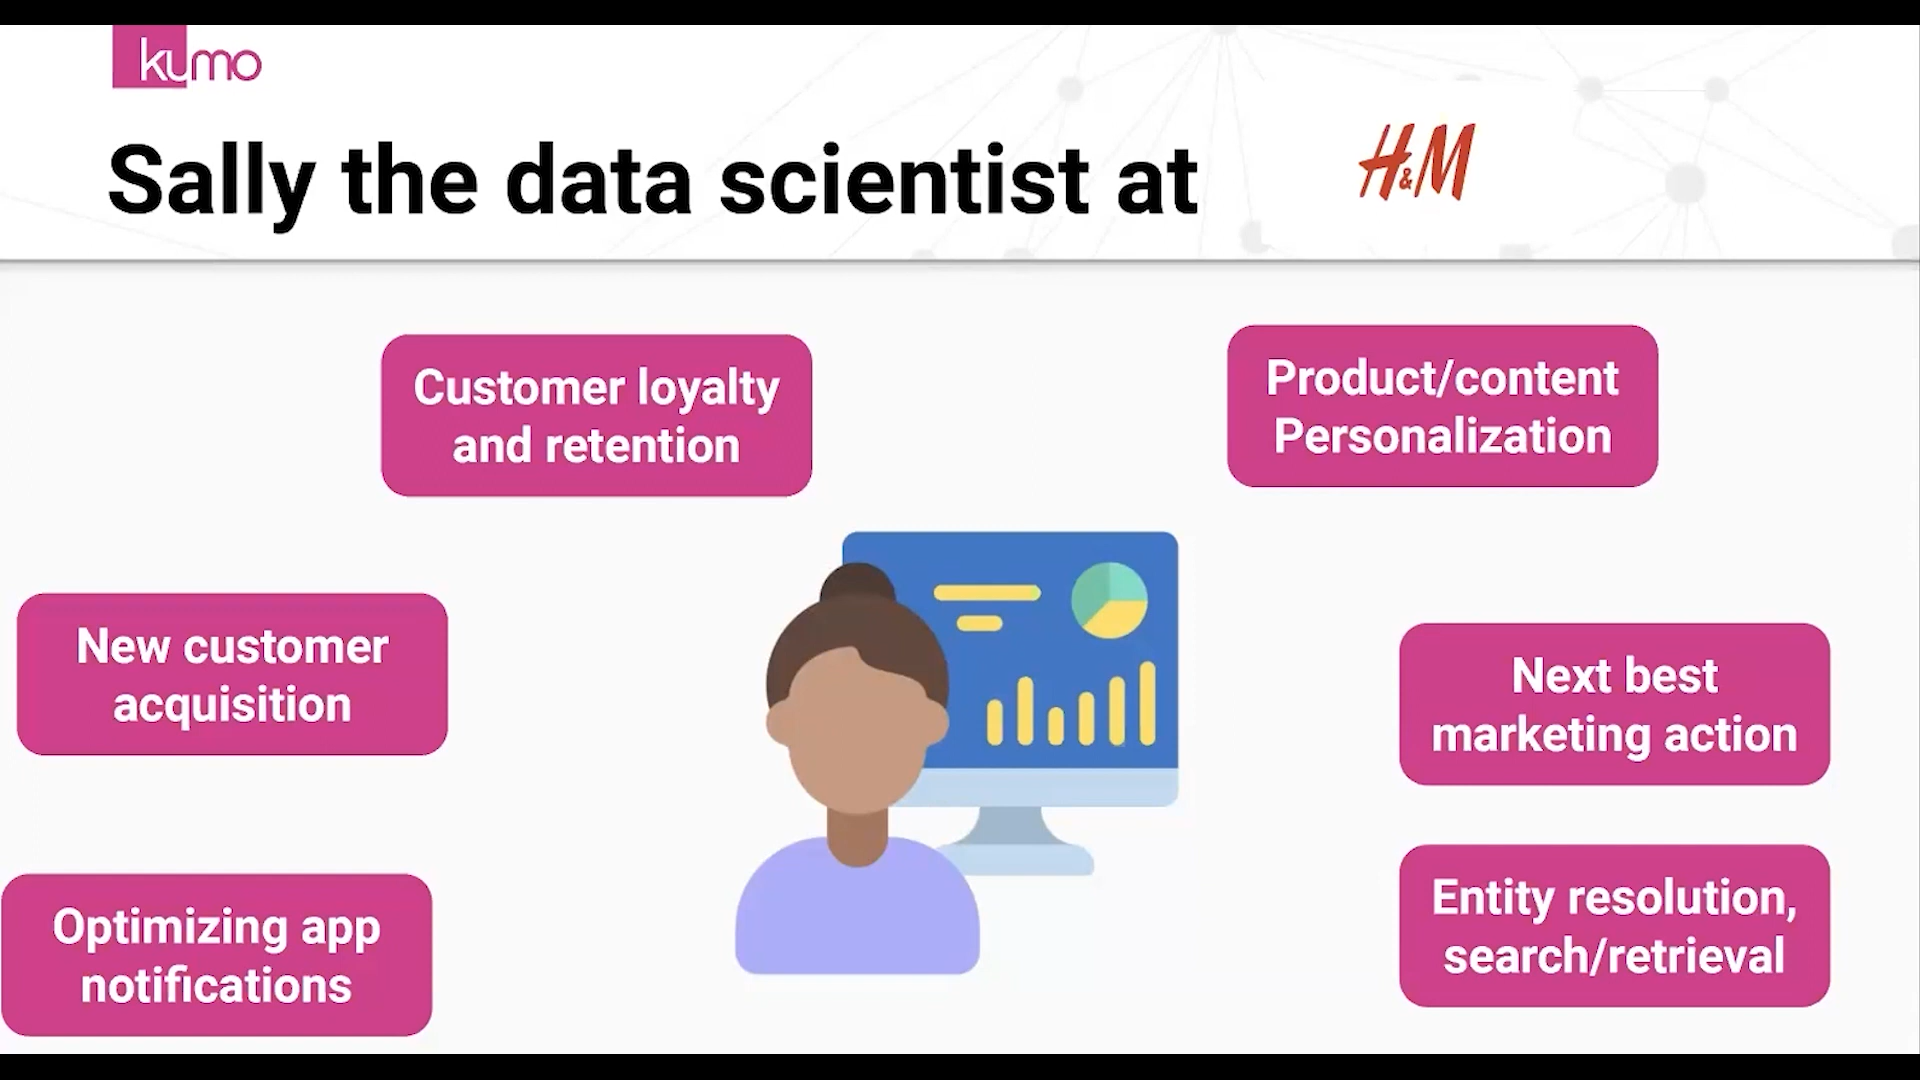 kumo
Sally the data scientist at
H&M
Customer loyalty
and retention
Product/content
Personalization
New customer
acquisition
Next best
marketing action
Optimizing app
notifications
Entity resolution,
search/retrieval